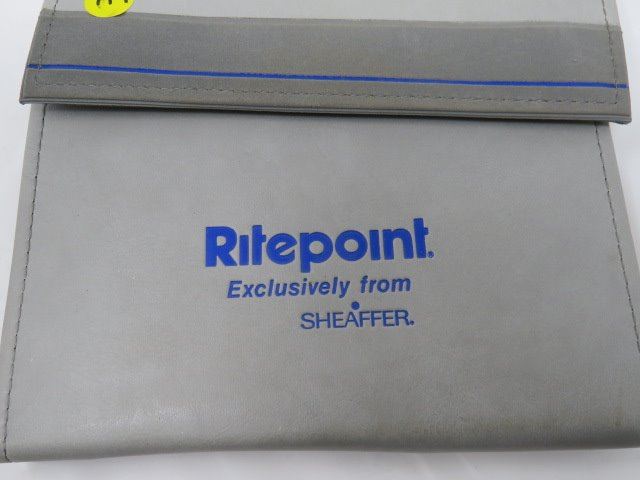 Ritepoint.
Exclusively from
SHEAFFER.